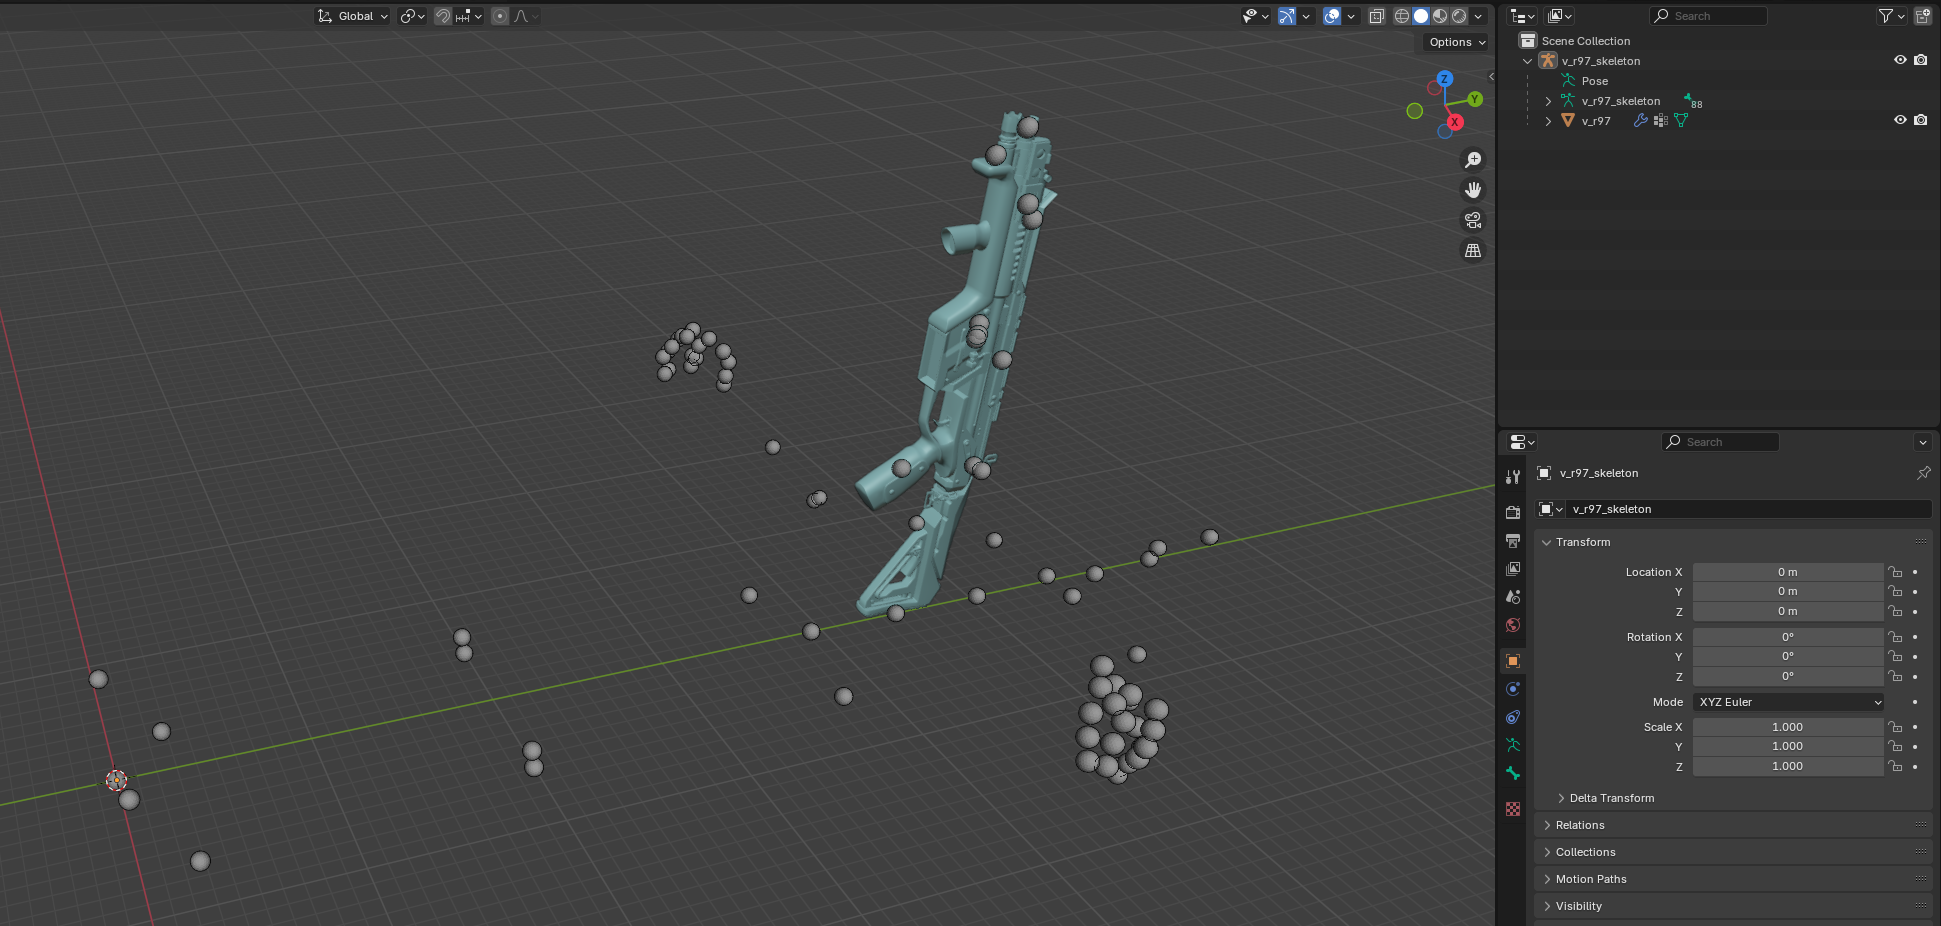 Global
Options
Z
Y
X
Search
Scene Collection
v_r97_skeleton
Pose
v_r97_skeleton
88
v_r97
Search
v_r97_skeleton
v_r97_skeleton
Transform
Location X 0 m
Y 0 m
Z 0 m
Rotation X 0°
Y 0°
Z 0°
Mode XYZ Euler
Scale X 1.000
Y 1.000
Z 1.000
Delta Transform
Relations
Collections
Motion Paths
Visibility